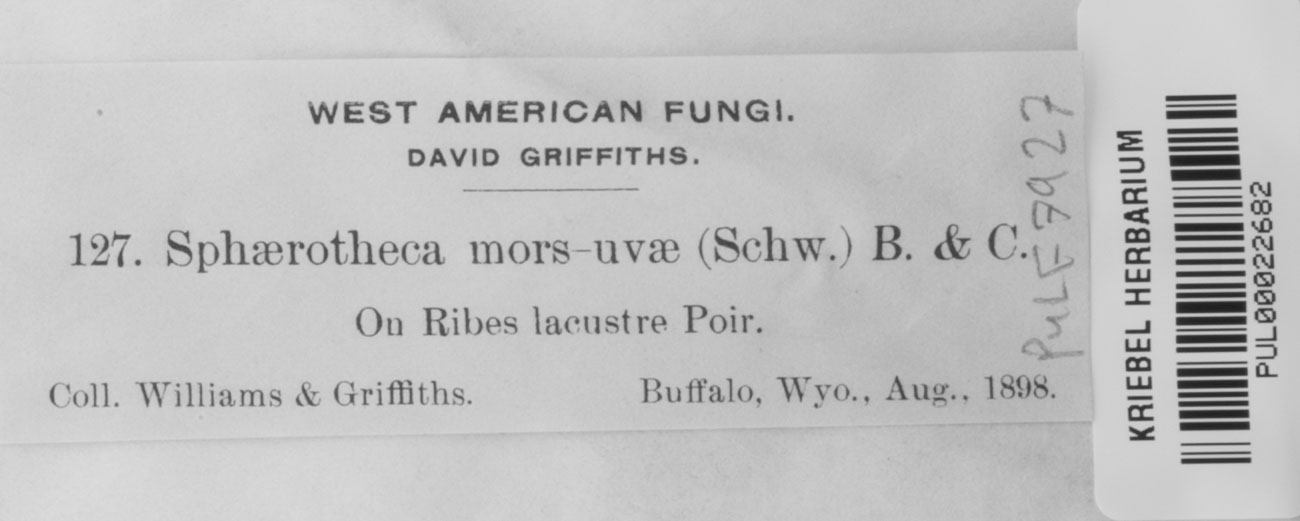 WEST AMERICAN FUNGI.
DAVID GRIFFITHS.
127. Sphærotheca mors-uvæ (Schw.) B. & C.
On Ribes lacustre Poir.
Coll. Williams & Griffiths. Buffalo, Wyo., Aug., 1898.
PUL F 7927
KRIEBEL HERBARIUM
PUL00022682